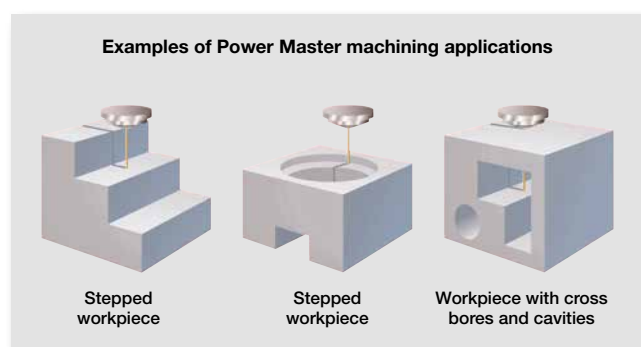 Examples of Power Master machining applications
Stepped
workpiece
Stepped
workpiece
Workpiece with cross
bores and cavities